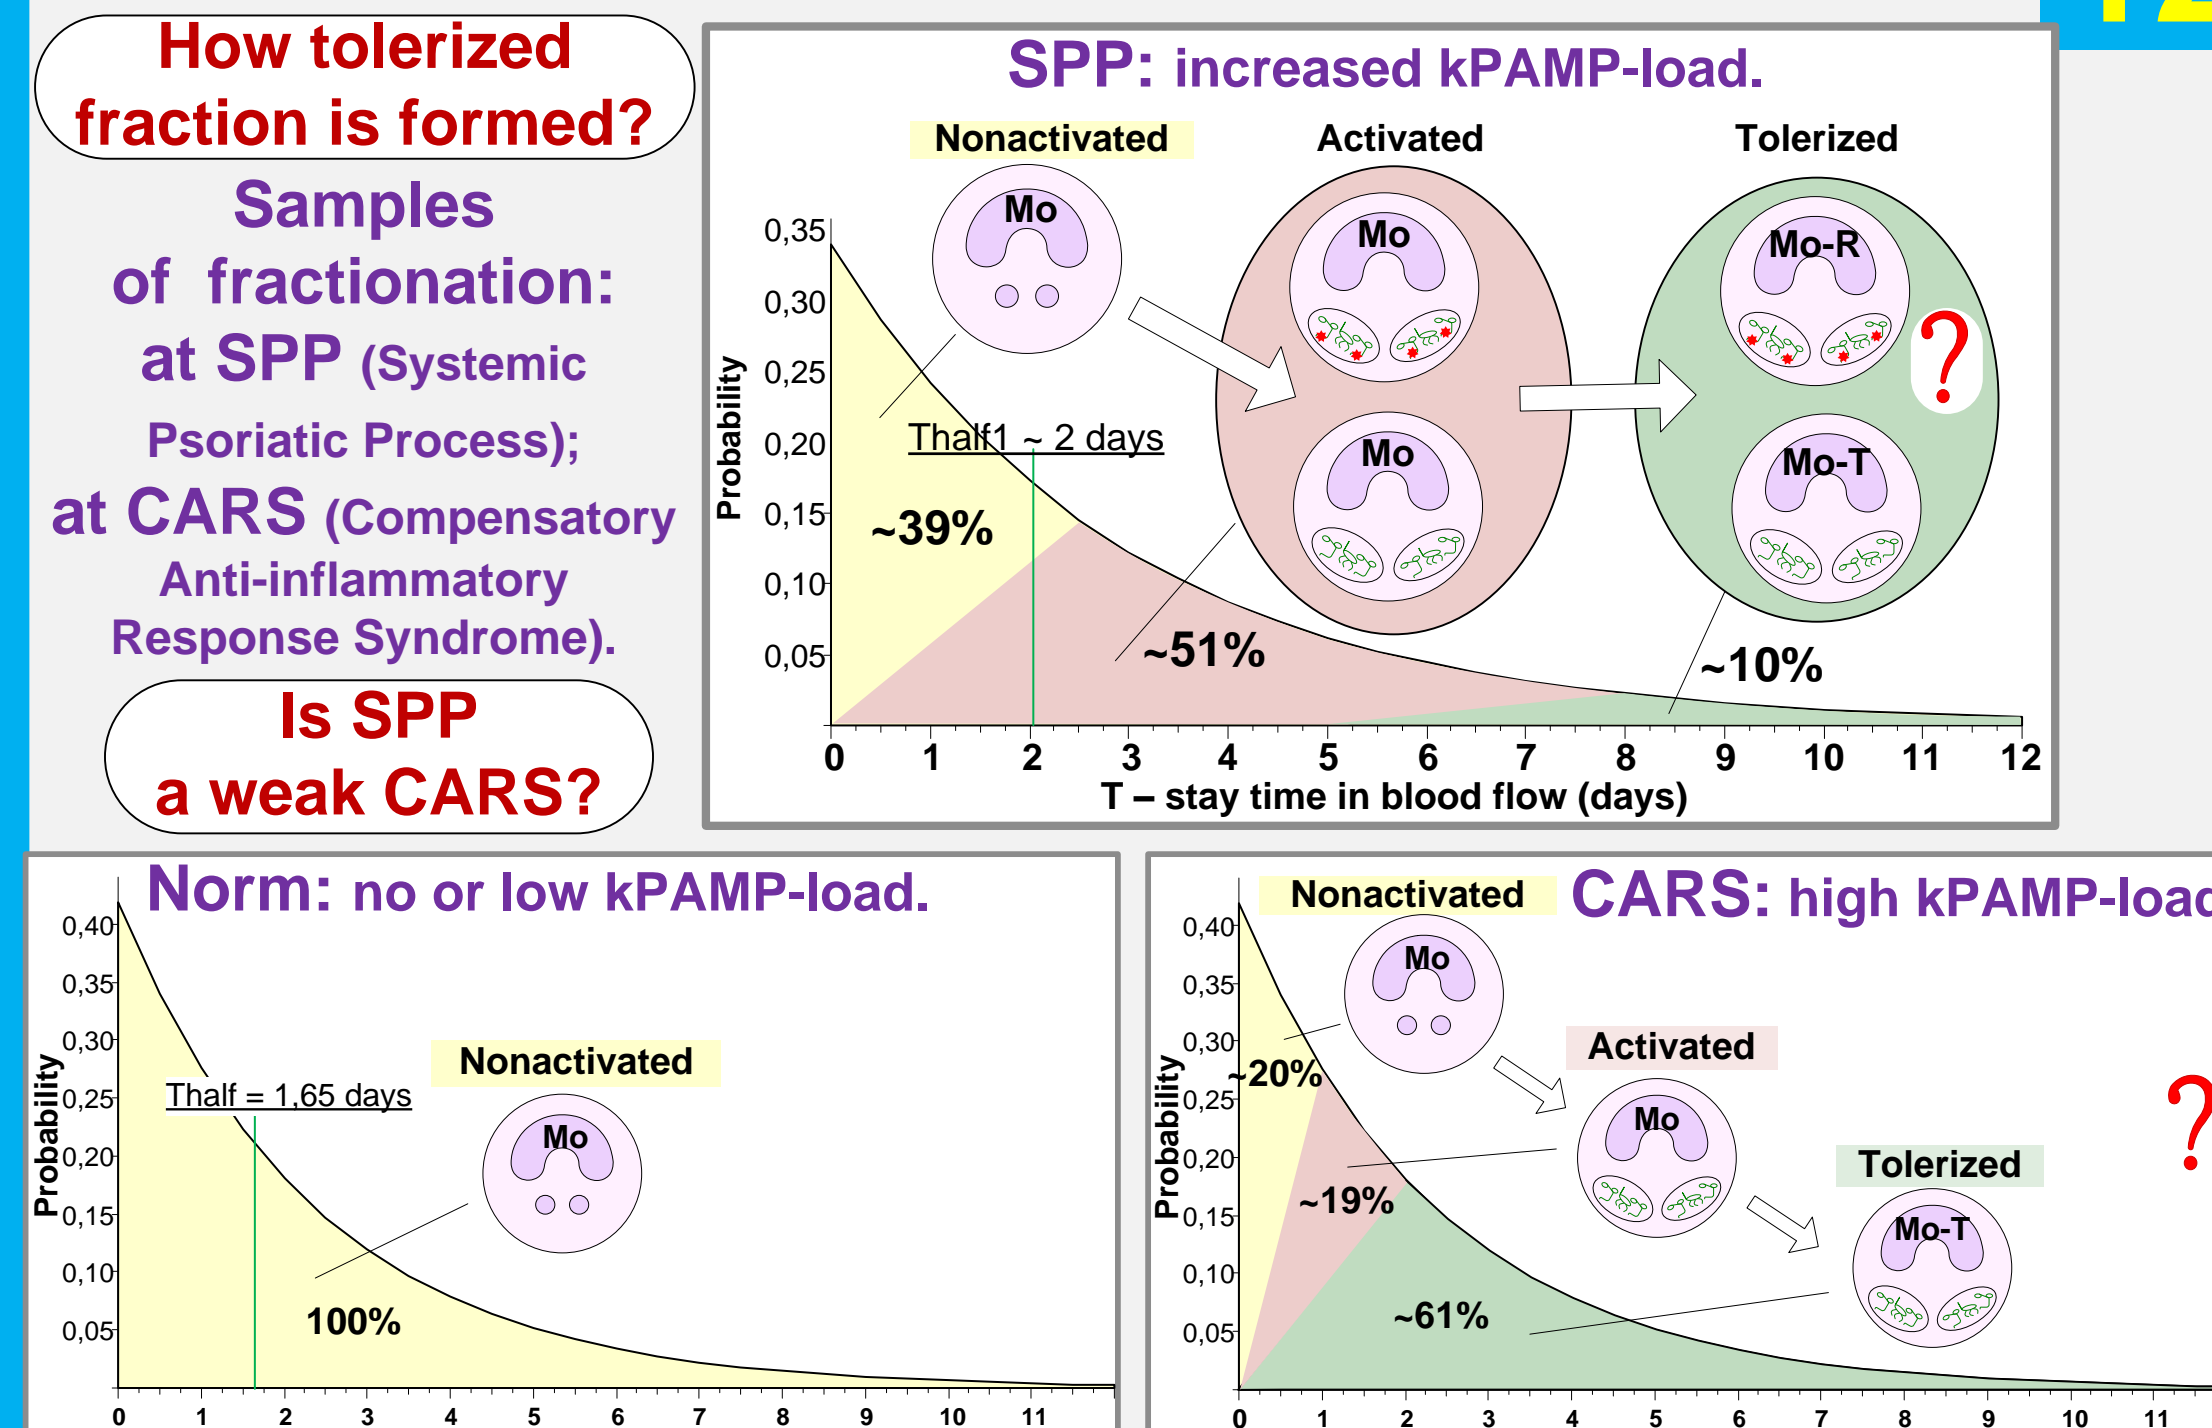 How tolerized
fraction is formed?
Samples
of fractionation:
at SPP (Systemic
Psoriatic Process);
at CARS (Compensatory
Anti-inflammatory
Response Syndrome).
Is SPP
a weak CARS?
SPP: increased kPAMP-load.
Nonactivated
Activated
Tolerized
Mo
Mo
Mo
Mo-R
Mo-T
?
Probability
0,35
0,30
0,25
0,20
0,15
0,10
0,05
Thalf1 ~ 2 days
~39%
~51%
~10%
0 1 2 3 4 5 6 7 8 9 10 11 12
T – stay time in blood flow (days)
Norm: no or low kPAMP-load.
Probability
0,40
0,35
0,30
0,25
0,20
0,15
0,10
0,05
Thalf = 1,65 days
Nonactivated
Mo
100%
0 1 2 3 4 5 6 7 8 9 10 11
CARS: high kPAMP-load
Nonactivated
Mo
Activated
Mo
Tolerized
Mo-T
?
Probability
0,40
0,35
0,30
0,25
0,20
0,15
0,10
0,05
~20%
~19%
~61%
0 1 2 3 4 5 6 7 8 9 10 11